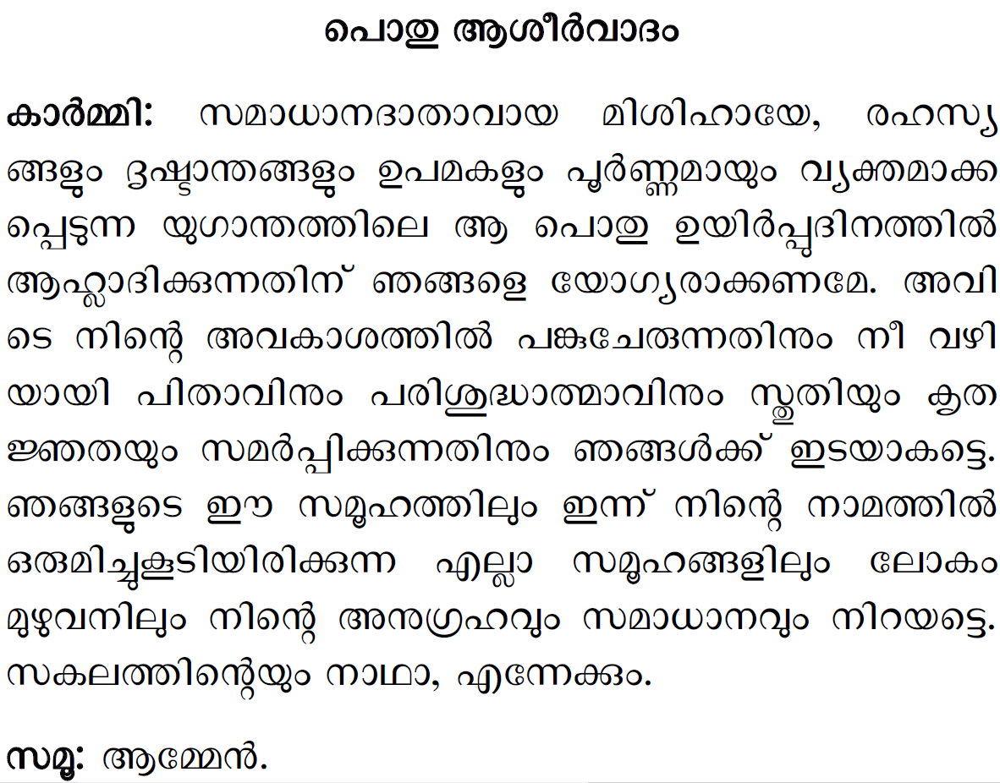 പൊതു ആശീർവാദം
കാർമ്മി: സമാധാനദാതാവായ മിശിഹായേ, രഹസ്യ
ങ്ങളും ദൃഷ്ടാന്തങ്ങളും ഉപമകളും പൂർണ്ണമായും വ്യക്തമാക്ക
പ്പെടുന്ന യുഗാന്തത്തിലെ ആ പൊതു ഉയിർപ്പുദിനത്തിൽ
ആഹ്ലാദിക്കുന്നതിന് ഞങ്ങളെ യോഗ്യരാക്കണമേ. അവി
ടെ നിന്റെ അവകാശത്തിൽ പങ്കുചേരുന്നതിനും നീ വഴി
യായി പിതാവിനും പരിശുദ്ധാത്മാവിനും സ്തുതിയും കൃത
ജ്ഞതയും സമർപ്പിക്കുന്നതിനും ഞങ്ങൾക്ക് ഇടയാകട്ടെ.
ഞങ്ങളുടെ ഈ സമൂഹത്തിലും ഇന്ന് നിന്റെ നാമത്തിൽ
ഒരുമിച്ചുകൂടിയിരിക്കുന്ന എല്ലാ സമൂഹങ്ങളിലും ലോകം
മുഴുവനിലും നിന്റെ അനുഗ്രഹവും സമാധാനവും നിറയട്ടെ.
സകലത്തിന്റെയും നാഥാ, എന്നേക്കും.
സമൂ: ആമ്മേൻ.